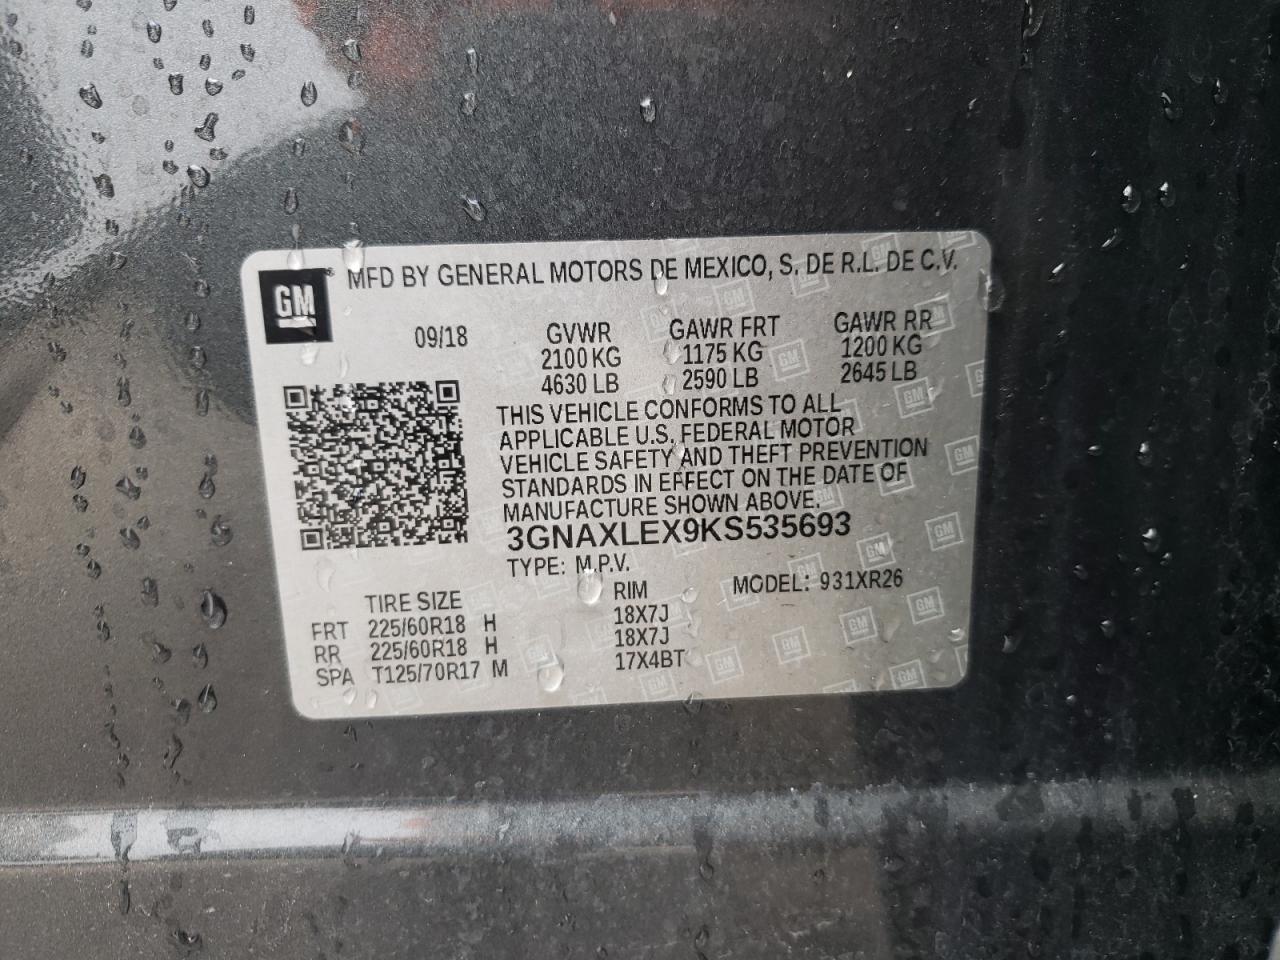 GM ® MFD BY GENERAL MOTORS DE MEXICO, S. DE R.L. DE C.V.
09/18 GVWR GAWR FRT GAWR RR
2100 KG 1175 KG 1200 KG
4630 LB 2590 LB 2645 LB
THIS VEHICLE CONFORMS TO ALL
APPLICABLE U.S. FEDERAL MOTOR
VEHICLE SAFETY AND THEFT PREVENTION
STANDARDS IN EFFECT ON THE DATE OF
MANUFACTURE SHOWN ABOVE.
3GNAXLEX9KS535693
TYPE: M.P.V.
TIRE SIZE RIM MODEL: 931XR26
FRT 225/60R18 H 18X7J
RR 225/60R18 H 18X7J
SPA T125/70R17 M 17X4BT